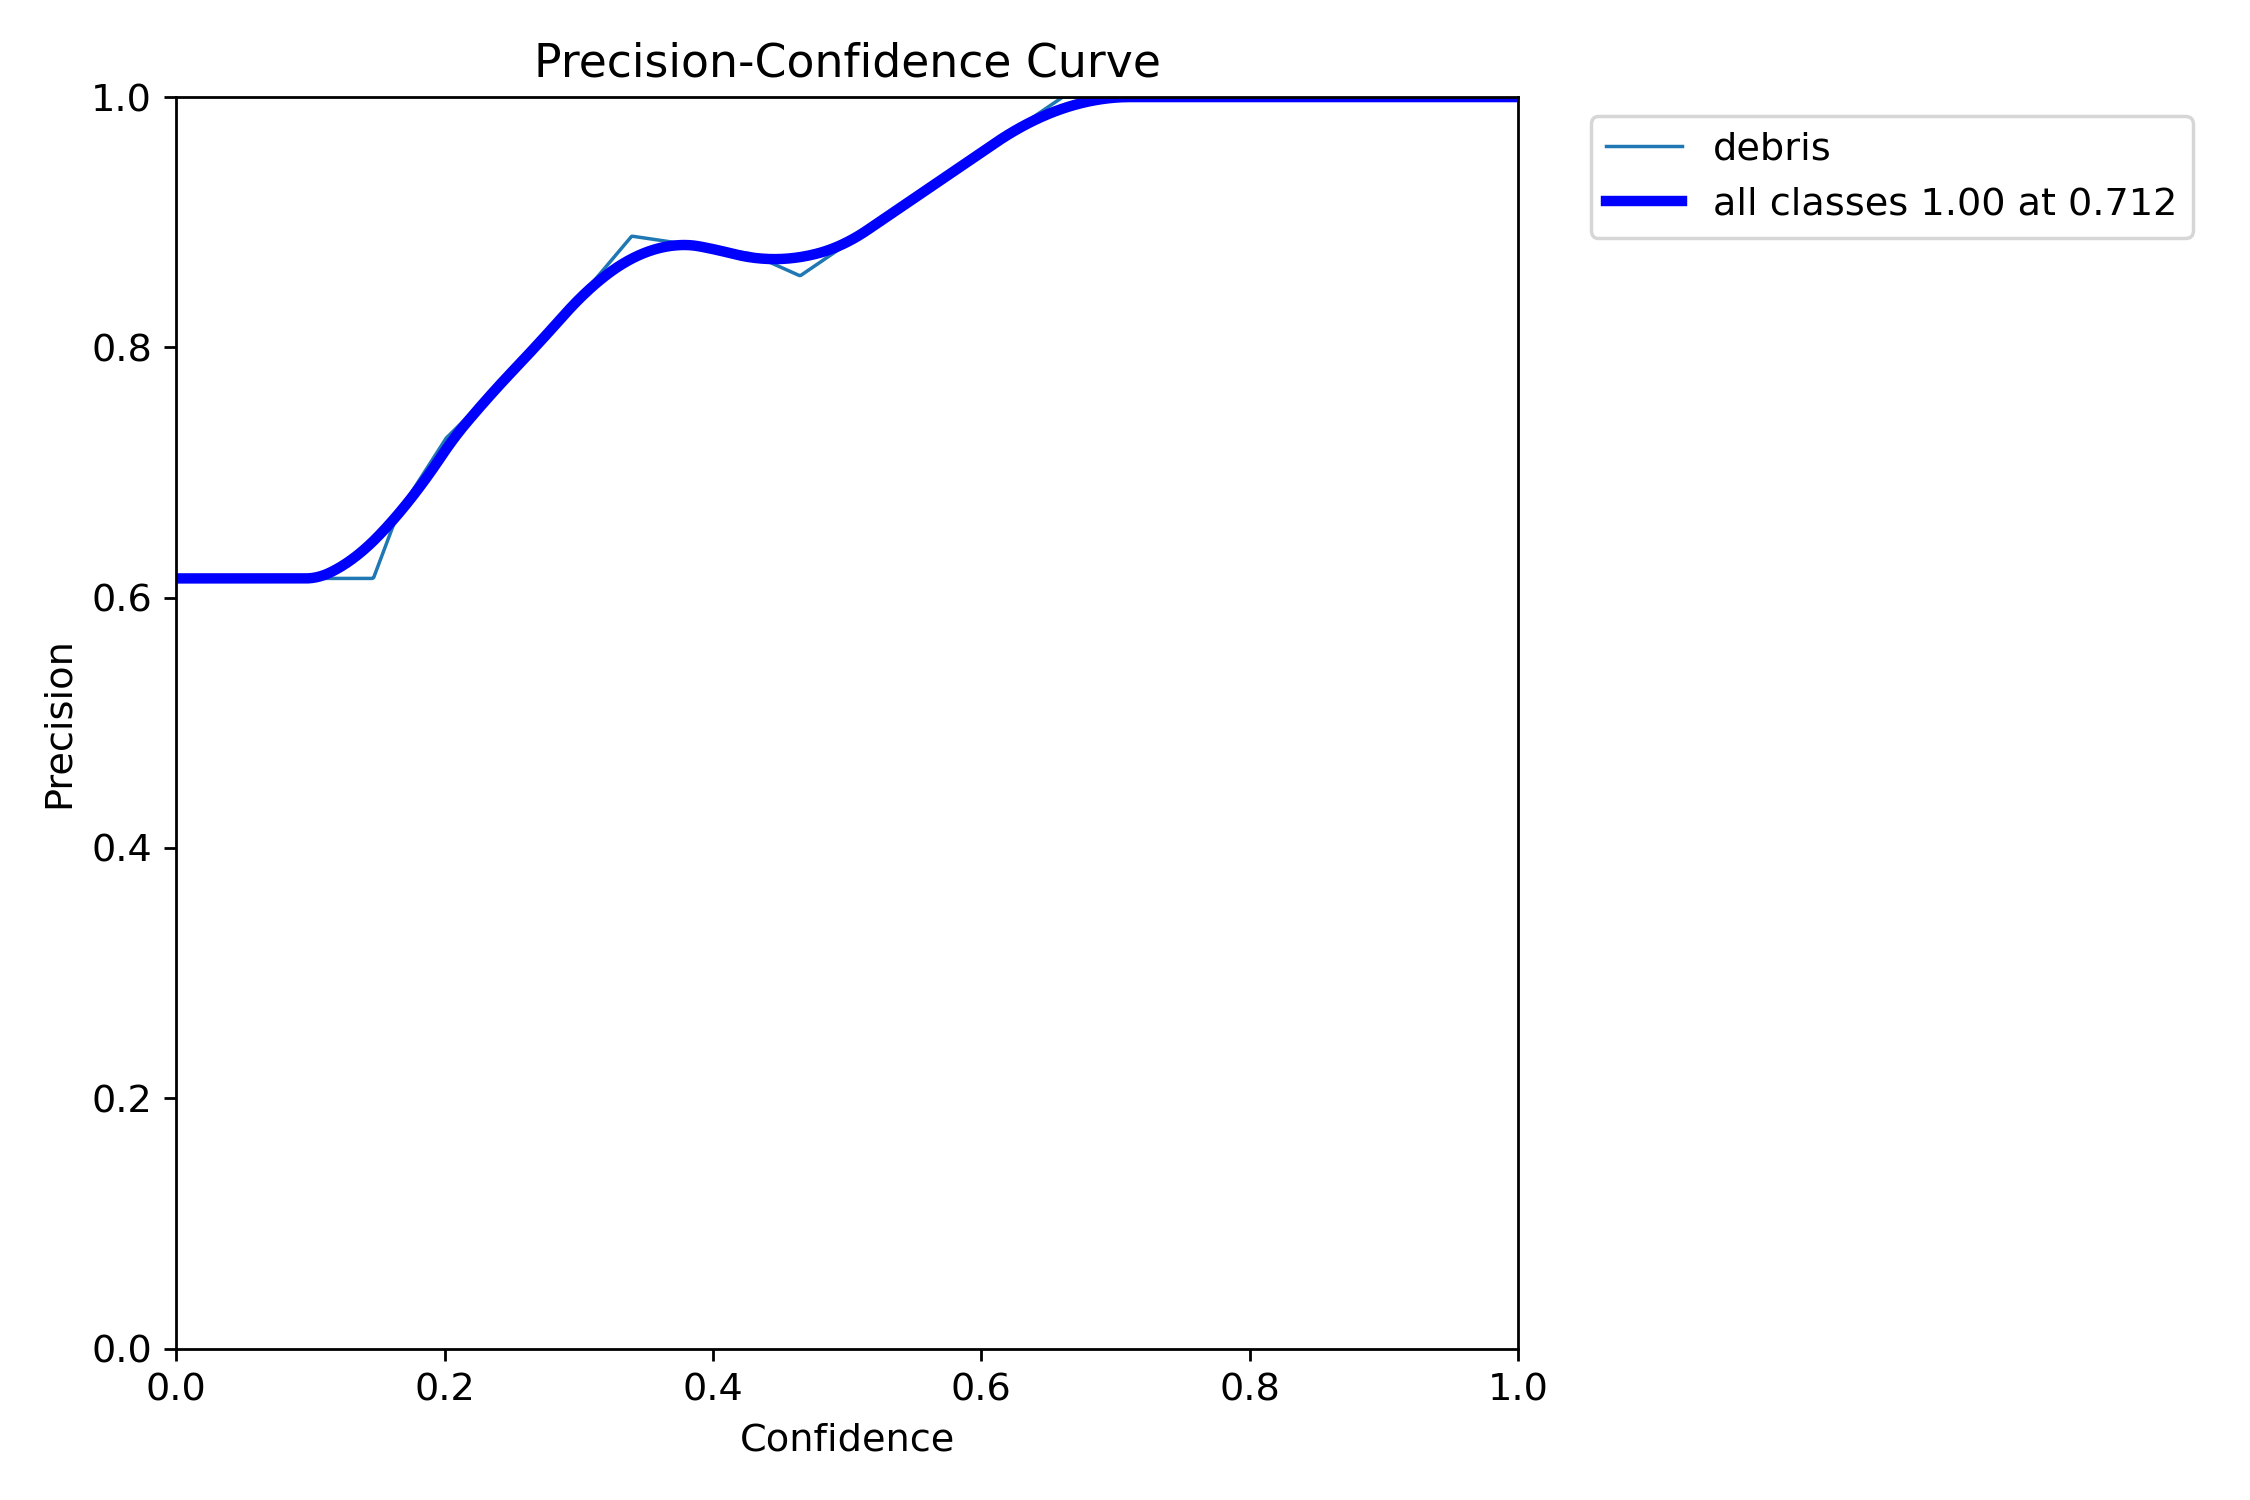 Precision-Confidence Curve
1.0
0.8
0.6
0.4
0.2
0.0
Precision
0.0 0.2 0.4 0.6 0.8 1.0
Confidence
debris
all classes 1.00 at 0.712